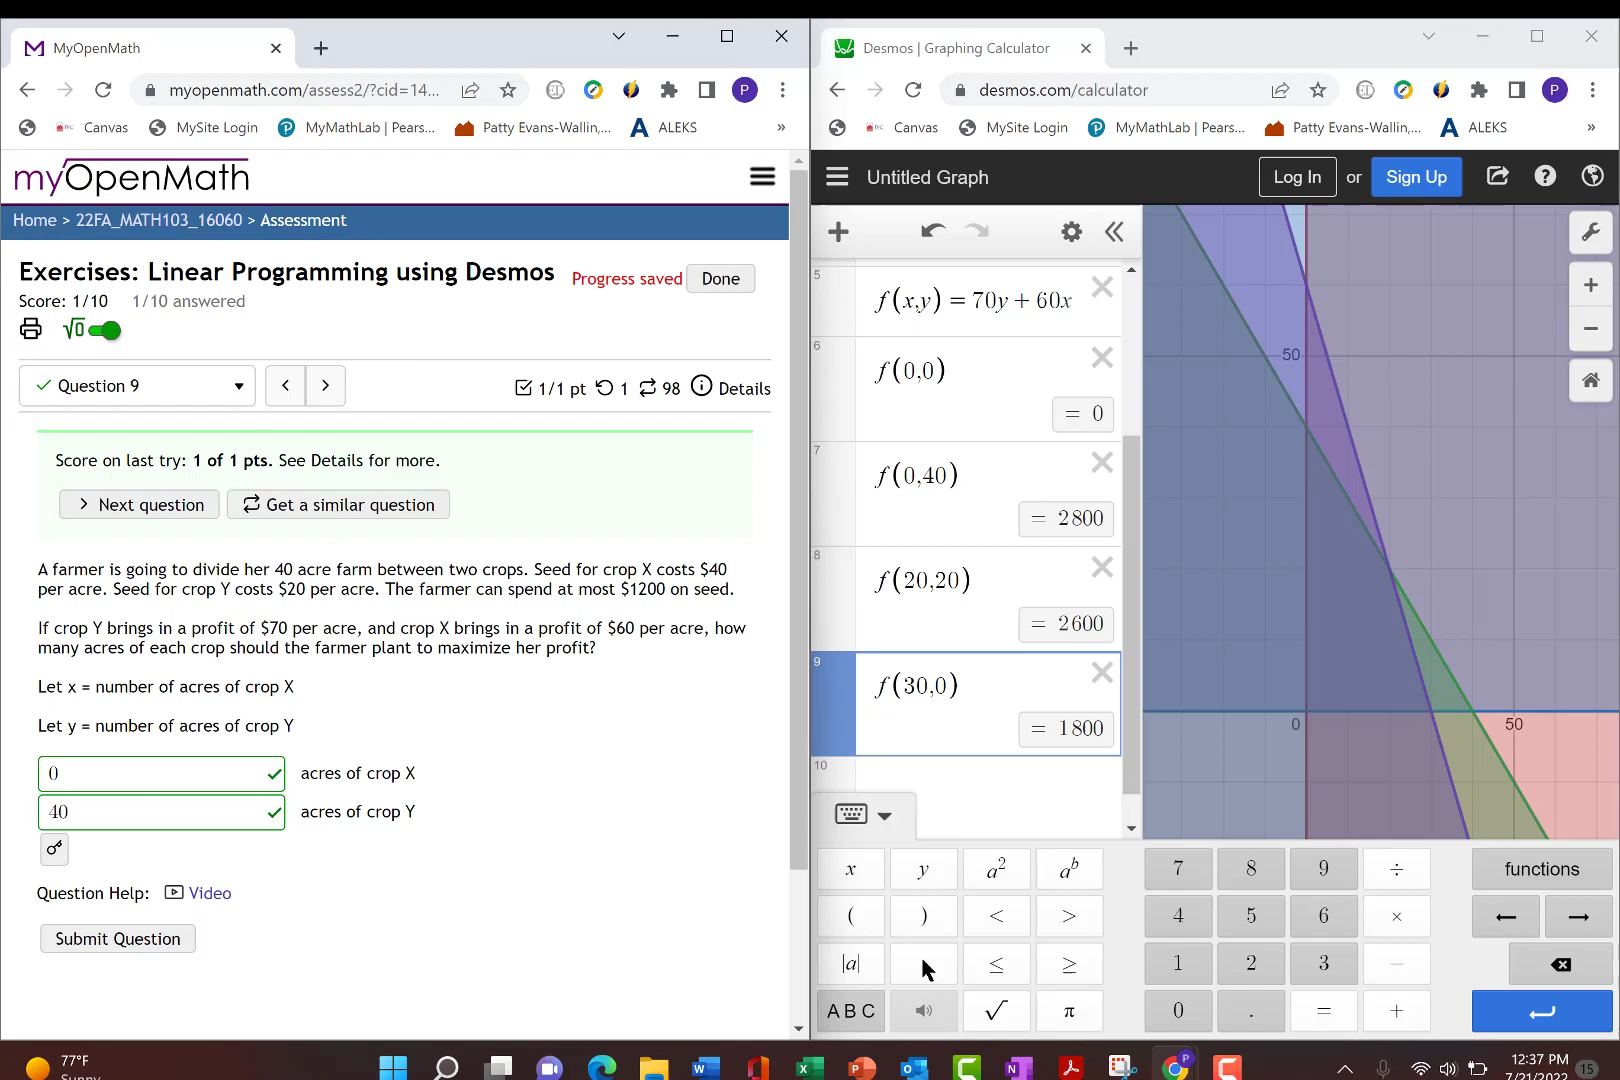 MyOpenMath
myopenmath.com/assess2/?cid=14...
Canvas MySite Login MyMathLab | Pears... Patty Evans-Wallin,... ALEKS »
myOpenMath
Home > 22FA_MATH103_16060 > Assessment
Exercises: Linear Programming using Desmos Progress saved Done
Score: 1/10 1/10 answered
√0
Question 9 < > 1/1 pt 1 98 Details
Score on last try: 1 of 1 pts. See Details for more.
> Next question Get a similar question
A farmer is going to divide her 40 acre farm between two crops. Seed for crop X costs $40
per acre. Seed for crop Y costs $20 per acre. The farmer can spend at most $1200 on seed.
If crop Y brings in a profit of $70 per acre, and crop X brings in a profit of $60 per acre, how
many acres of each crop should the farmer plant to maximize her profit?
Let x = number of acres of crop X
Let y = number of acres of crop Y
0 acres of crop X
40 acres of crop Y
Question Help: Video
Submit Question
Desmos | Graphing Calculator
desmos.com/calculator
Canvas MySite Login MyMathLab | Pears... Patty Evans-Wallin,... ALEKS »
Untitled Graph Log In or Sign Up
5
f(x,y) = 70y + 60x
6
f(0,0)
= 0
7
f(0,40)
= 2800
8
f(20,20)
= 2600
9
f(30,0)
= 1800
10
50
0 50
x y a² aᵇ 7 8 9 ÷ functions
( ) < > 4 5 6 × ← →
|a| ≤ ≥ 1 2 3 −
A B C √ π 0 . = +
77°F
Sunny
12:37 PM
7/21/2022 15